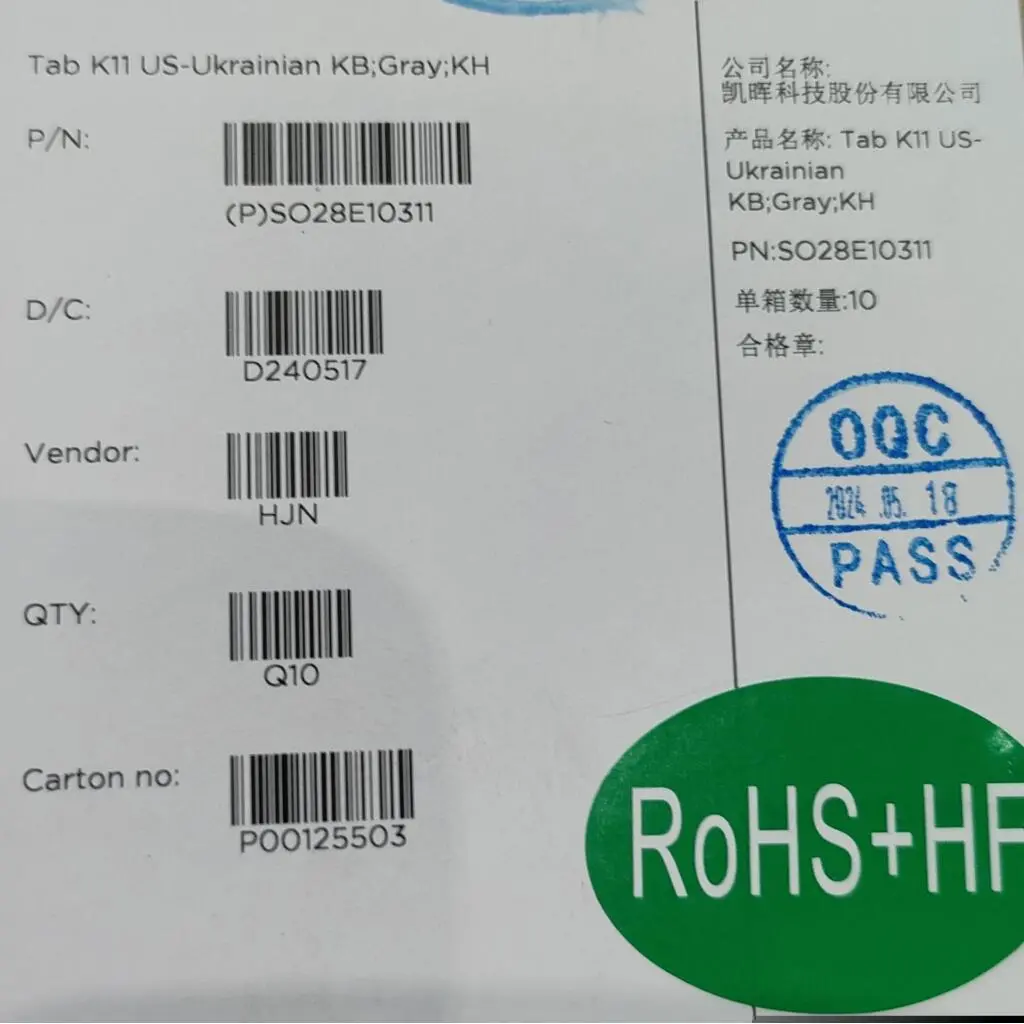 Tab K11 US-Ukrainian KB;Gray;KH
P/N:
(P)SO28E10311
D/C:
D240517
Vendor:
HJN
QTY:
Q10
Carton no:
P00125503
公司名称:
凯晖科技股份有限公司
产品名称: Tab K11 US-
Ukrainian
KB;Gray;KH
PN:SO28E10311
单箱数量:10
合格章:
OQC
2024.05.18
PASS
RoHS+HF